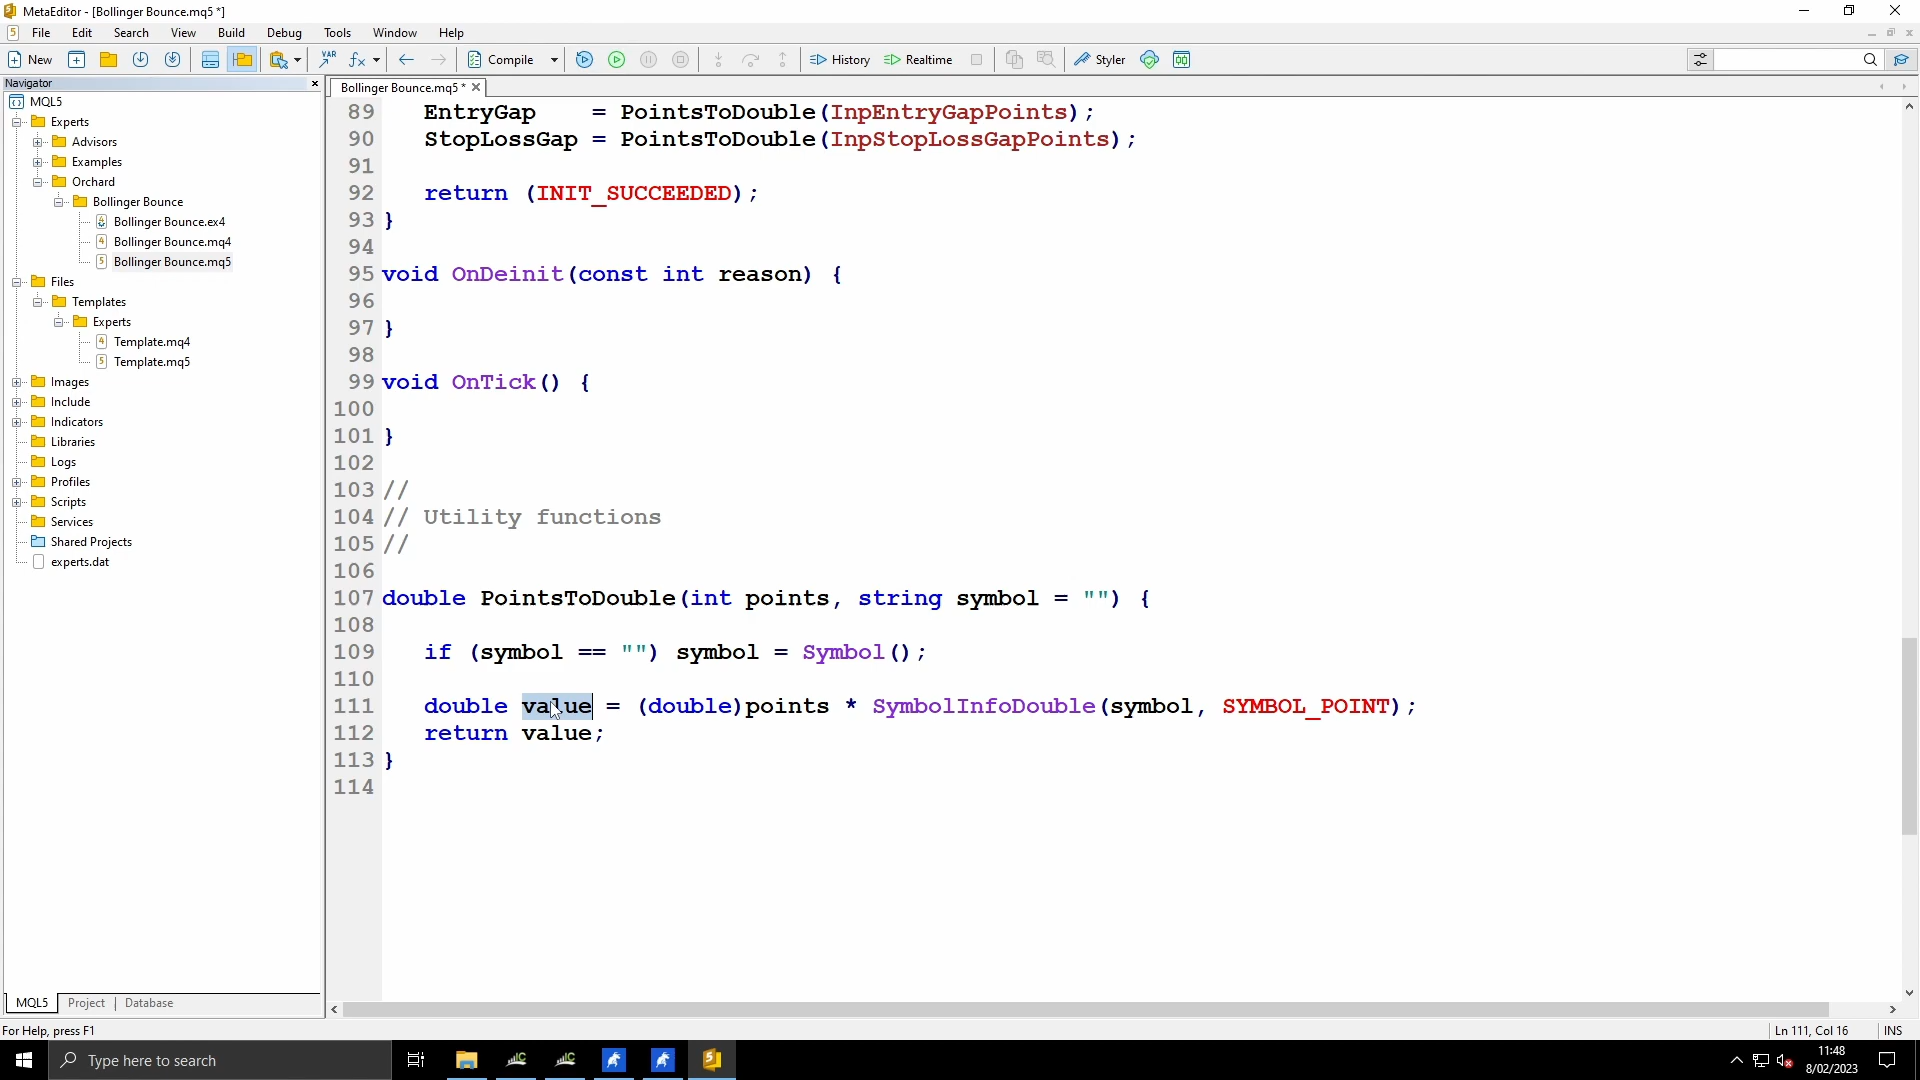 MetaEditor - [Bollinger Bounce.mq5 *]
File Edit Search View Build Debug Tools Window Help
New Compile History Realtime Styler
Navigator
Bollinger Bounce.mq5 *
MQL5
Experts
Advisors
Examples
Orchard
Bollinger Bounce
Bollinger Bounce.ex4
Bollinger Bounce.mq4
Bollinger Bounce.mq5
Files
Templates
Experts
Template.mq4
Template.mq5
Images
Include
Indicators
Libraries
Logs
Profiles
Scripts
Services
Shared Projects
experts.dat
89 EntryGap = PointsToDouble(InpEntryGapPoints);
90 StopLossGap = PointsToDouble(InpStopLossGapPoints);
91
92 return (INIT_SUCCEEDED);
93 }
94
95 void OnDeinit(const int reason) {
96
97 }
98
99 void OnTick() {
100
101 }
102
103 //
104 // Utility functions
105 //
106
107 double PointsToDouble(int points, string symbol = "") {
108
109 if (symbol == "") symbol = Symbol();
110
111 double value = (double)points * SymbolInfoDouble(symbol, SYMBOL_POINT);
112 return value;
113 }
114
MQL5 Project Database
For Help, press F1
Ln 111, Col 16 INS
Type here to search
11:48
8/02/2023